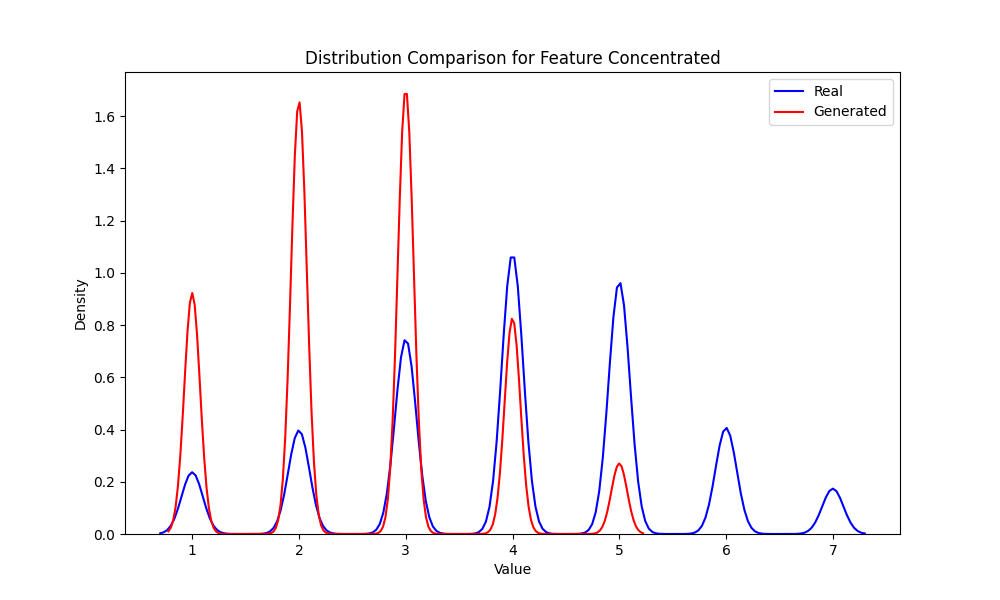 Distribution Comparison for Feature Concentrated
Real
Generated
Density
1.6
1.4
1.2
1.0
0.8
0.6
0.4
0.2
0.0
1 2 3 4 5 6 7
Value